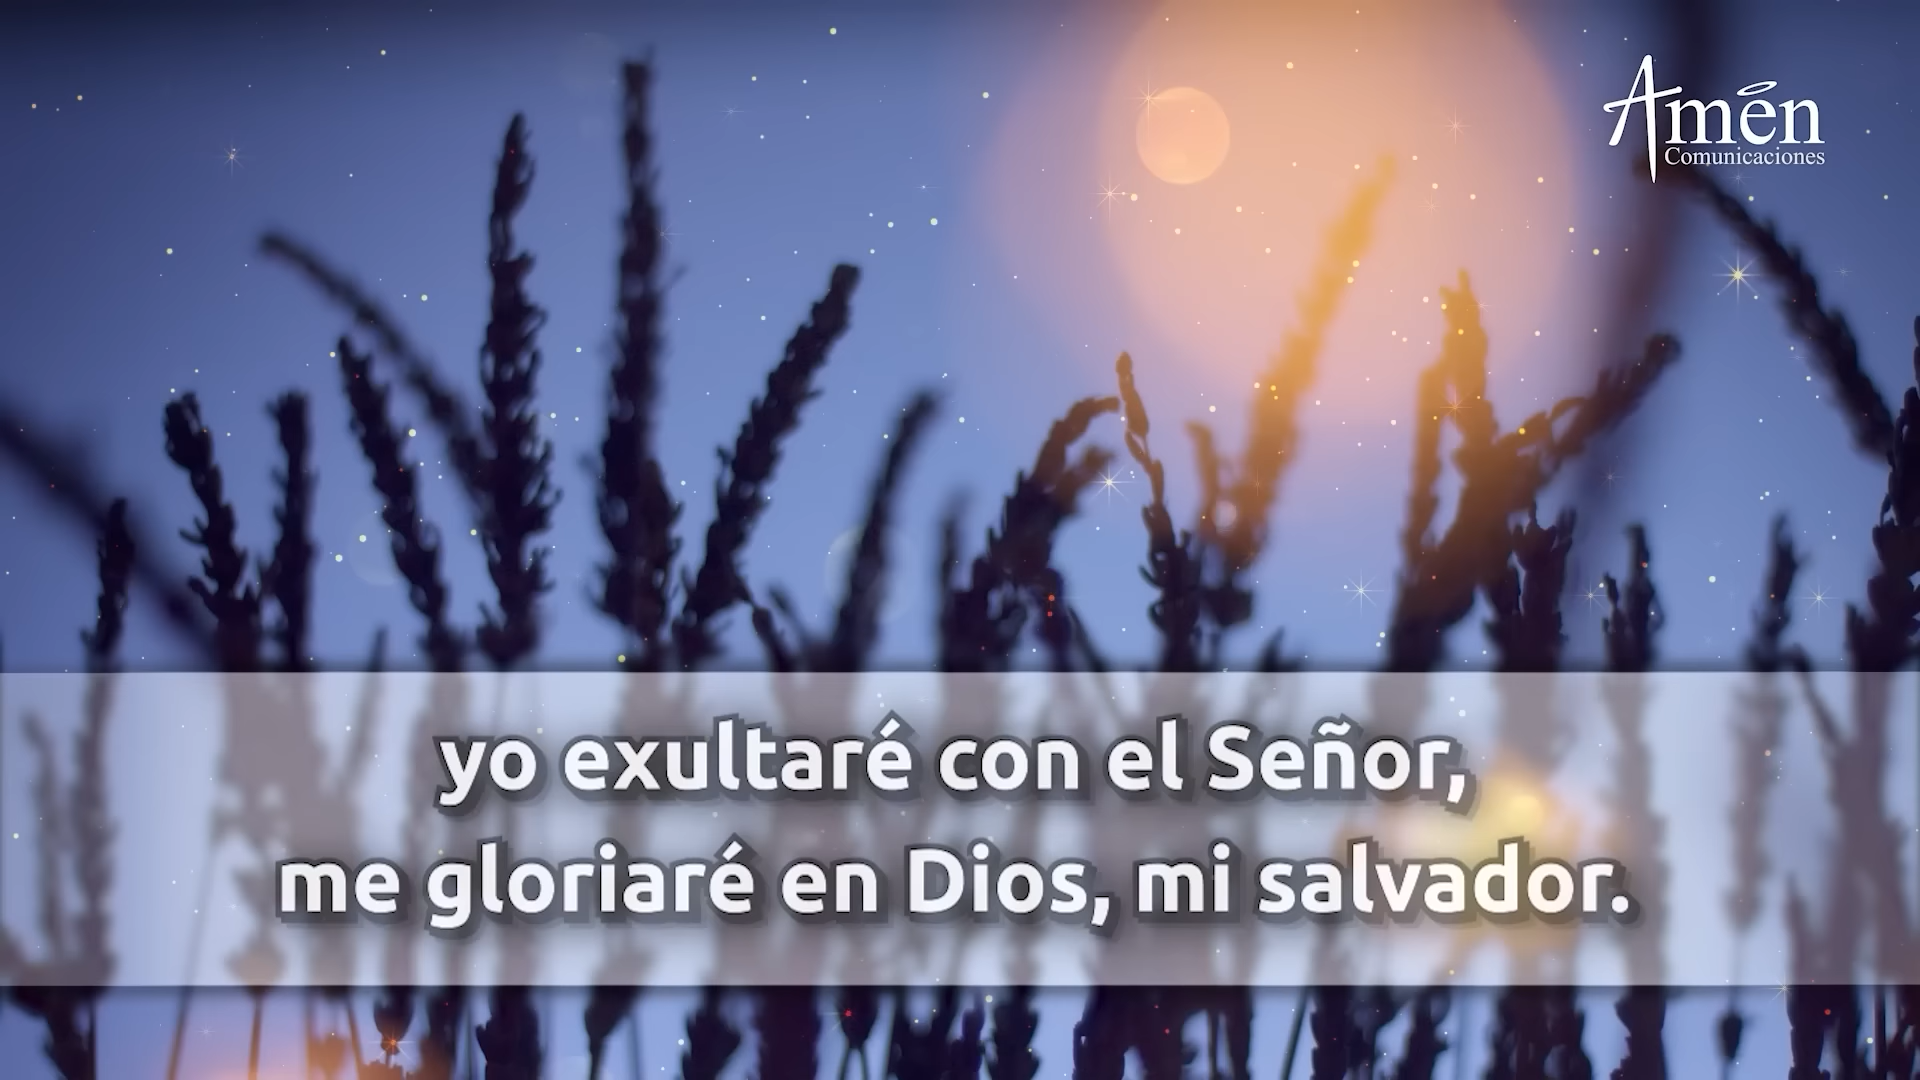 Amén
Comunicaciones
yo exultaré con el Señor,
me gloriaré en Dios, mi salvador.